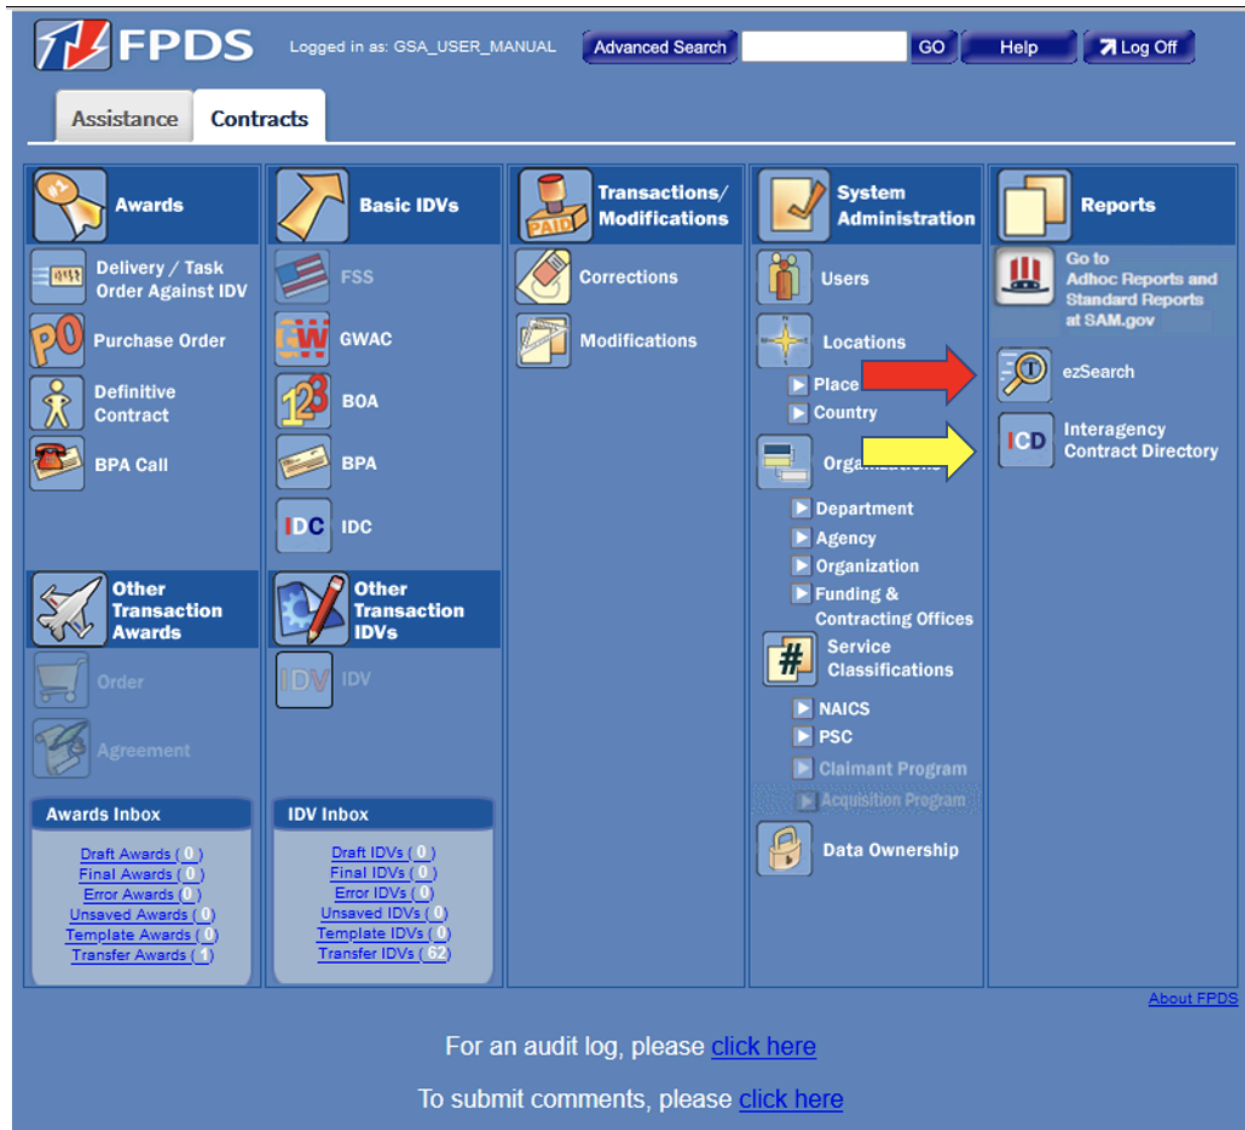 FPDS
Logged in as: GSA_USER_MANUAL
Advanced Search
GO
Help
Log Off
Assistance
Contracts
#1
Awards
Delivery / Task
Order Against IDV
PO
Purchase Order
Definitive
Contract
BPA Call
Other
Transaction
Awards
Order
Agreement
Awards Inbox
Draft Awards ( 0 )
Final Awards ( 0 )
Error Awards ( 0 )
Unsaved Awards ( 0 )
Template Awards ( 0 )
Transfer Awards ( 1 )
Basic IDVs
FSS
GW
GWAC
123
BOA
BPA
IDC
IDC
Other
Transaction
IDVs
IDV
IDV
IDV Inbox
Draft IDVs ( 0 )
Final IDVs ( 0 )
Error IDVs ( 0 )
Unsaved IDVs ( 0 )
Template IDVs ( 0 )
Transfer IDVs ( 62 )
PAID
Transactions/
Modifications
Corrections
Modifications
System
Administration
Users
Locations
Place
Country
Department
Agency
Organization
Funding &
Contracting Offices
#
Service
Classifications
NAICS
PSC
Claimant Program
Acquisition Program
Data Ownership
Reports
Go to
Adhoc Reports and
Standard Reports
at SAM.gov
ezSearch
ICD
Interagency
Contract Directory
About FPDS
For an audit log, please click here
To submit comments, please click here